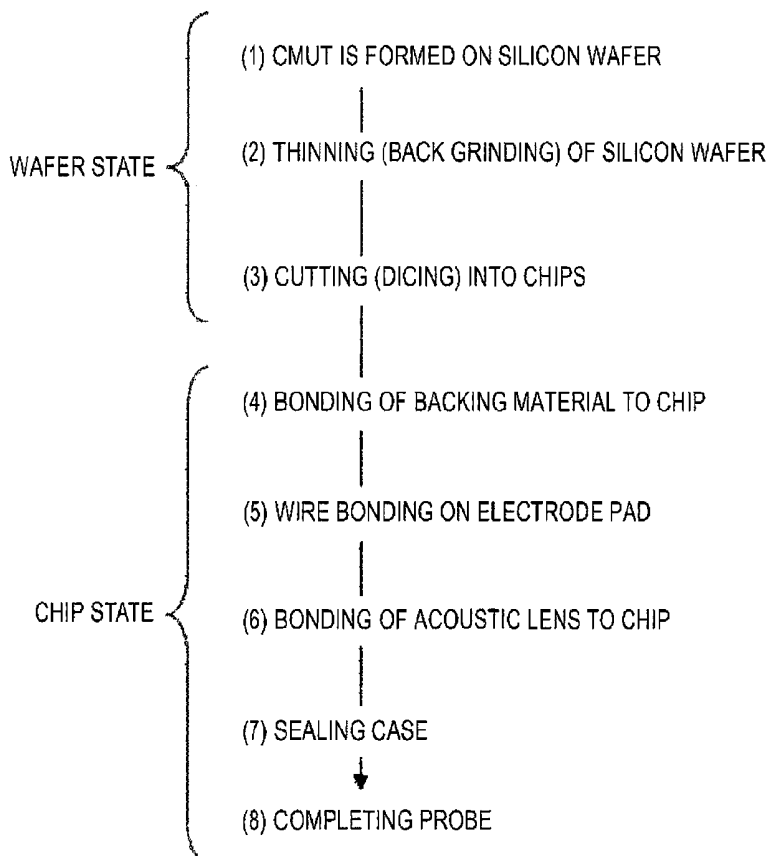 (1) CMUT IS FORMED ON SILICON WAFER
WAFER STATE
(2) THINNING (BACK GRINDING) OF SILICON WAFER
(3) CUTTING (DICING) INTO CHIPS
(4) BONDING OF BACKING MATERIAL TO CHIP
(5) WIRE BONDING ON ELECTRODE PAD
CHIP STATE
(6) BONDING OF ACOUSTIC LENS TO CHIP
(7) SEALING CASE
(8) COMPLETING PROBE